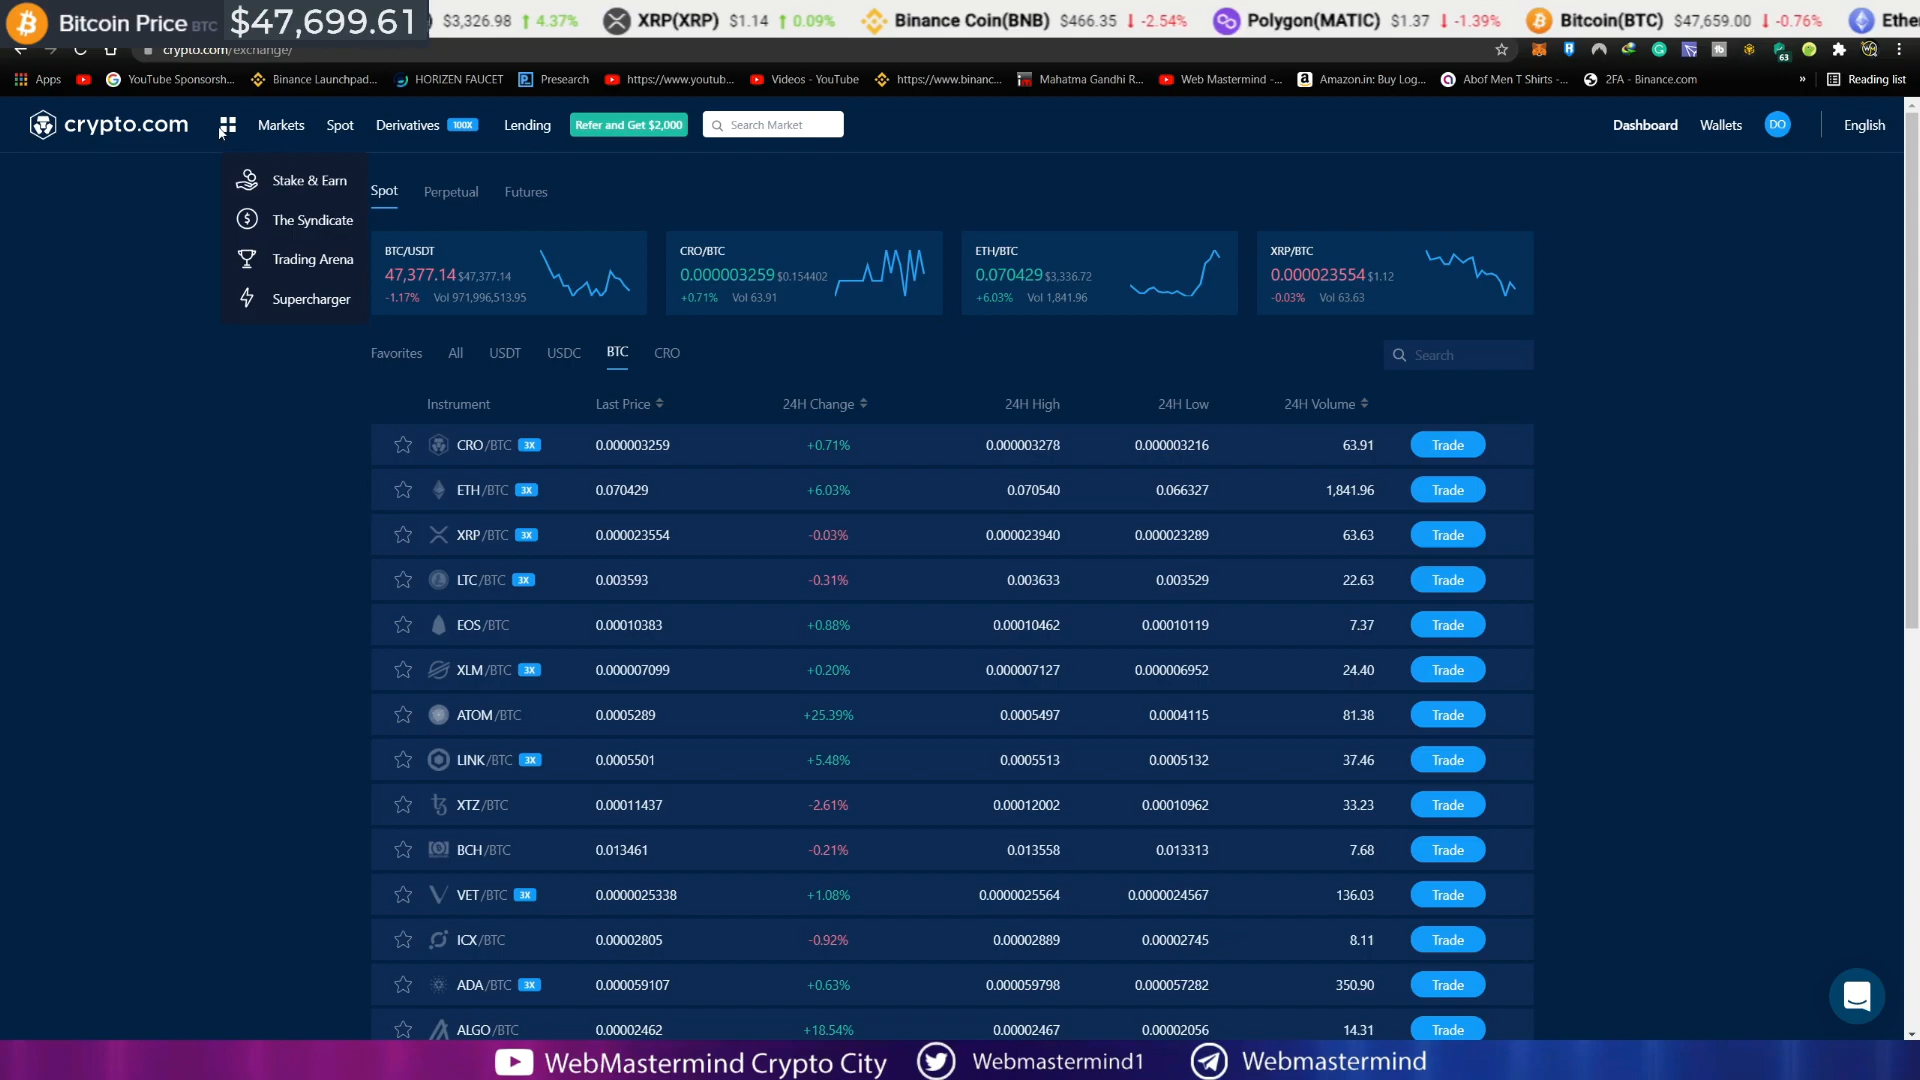 Bitcoin Price BTC $47,699.61
$3,326.98 ↑ 4.37% XRP(XRP) $1.14 ↑ 0.09% Binance Coin(BNB) $466.35 ↓ -2.54% Polygon(MATIC) $1.37 ↓ -1.39% Bitcoin(BTC) $47,659.00 ↓ -0.76% Ether
crypto.com/exchange/
Apps YouTube Sponsorsh... Binance Launchpad... HORIZEN FAUCET Presearch https://www.youtub... Videos - YouTube https://www.binanc... Mahatma Gandhi R... Web Mastermind -... Amazon.in: Buy Log... Abof Men T Shirts -... 2FA - Binance.com » Reading list
crypto.com Markets Spot Derivatives 100X Lending Refer and Get $2,000 Search Market Dashboard Wallets DO English
Stake & Earn
The Syndicate
Trading Arena
Supercharger
Spot Perpetual Futures
BTC/USDT
47,377.14 $47,377.14
-1.17% Vol 971,996,513.95
CRO/BTC
0.000003259 $0.154402
+0.71% Vol 63.91
ETH/BTC
0.070429 $3,336.72
+6.03% Vol 1,841.96
XRP/BTC
0.000023554 $1.12
-0.03% Vol 63.63
Favorites All USDT USDC BTC CRO Search
Instrument Last Price 24H Change 24H High 24H Low 24H Volume
CRO/BTC 3X 0.000003259 +0.71% 0.000003278 0.000003216 63.91 Trade
ETH/BTC 3X 0.070429 +6.03% 0.070540 0.066327 1,841.96 Trade
XRP/BTC 3X 0.000023554 -0.03% 0.000023940 0.000023289 63.63 Trade
LTC/BTC 3X 0.003593 -0.31% 0.003633 0.003529 22.63 Trade
EOS/BTC 0.00010383 +0.88% 0.00010462 0.00010119 7.37 Trade
XLM/BTC 3X 0.000007099 +0.20% 0.000007127 0.000006952 24.40 Trade
ATOM/BTC 0.0005289 +25.39% 0.0005497 0.0004115 81.38 Trade
LINK/BTC 3X 0.0005501 +5.48% 0.0005513 0.0005132 37.46 Trade
XTZ/BTC 0.00011437 -2.61% 0.00012002 0.00010962 33.23 Trade
BCH/BTC 0.013461 -0.21% 0.013558 0.013313 7.68 Trade
VET/BTC 3X 0.0000025338 +1.08% 0.0000025564 0.0000024567 136.03 Trade
ICX/BTC 0.00002805 -0.92% 0.00002889 0.00002745 8.11 Trade
ADA/BTC 3X 0.000059107 +0.63% 0.000059798 0.000057282 350.90 Trade
ALGO/BTC 0.00002462 +18.54% 0.00002467 0.00002056 14.31 Trade
WebMastermind Crypto City Webmastermind1 Webmastermind